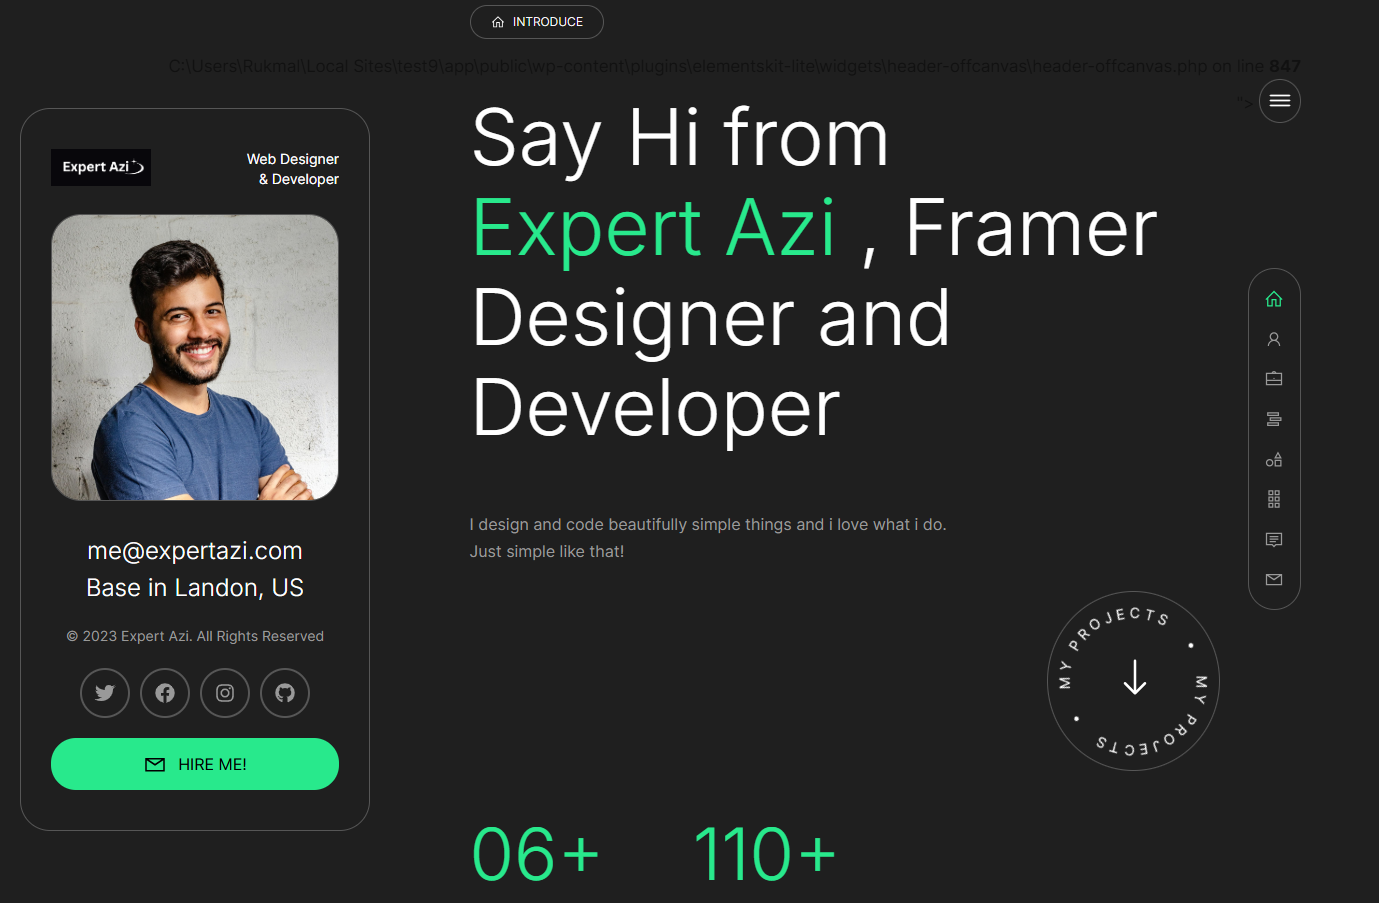 INTRODUCE
C:\Users\Rukmal\Local Sites\test9\app\public\wp-content\plugins\elementskit-lite\widgets\header-offcanvas\header-offcanvas.php on line 847
">
Expert Azi
Web Designer
& Developer
me@expertazi.com
Base in Landon, US
© 2023 Expert Azi. All Rights Reserved
HIRE ME!
Say Hi from
Expert Azi , Framer
Designer and
Developer
I design and code beautifully simple things and i love what i do.
Just simple like that!
MY PROJECTS • MY PROJECTS •
06+
110+